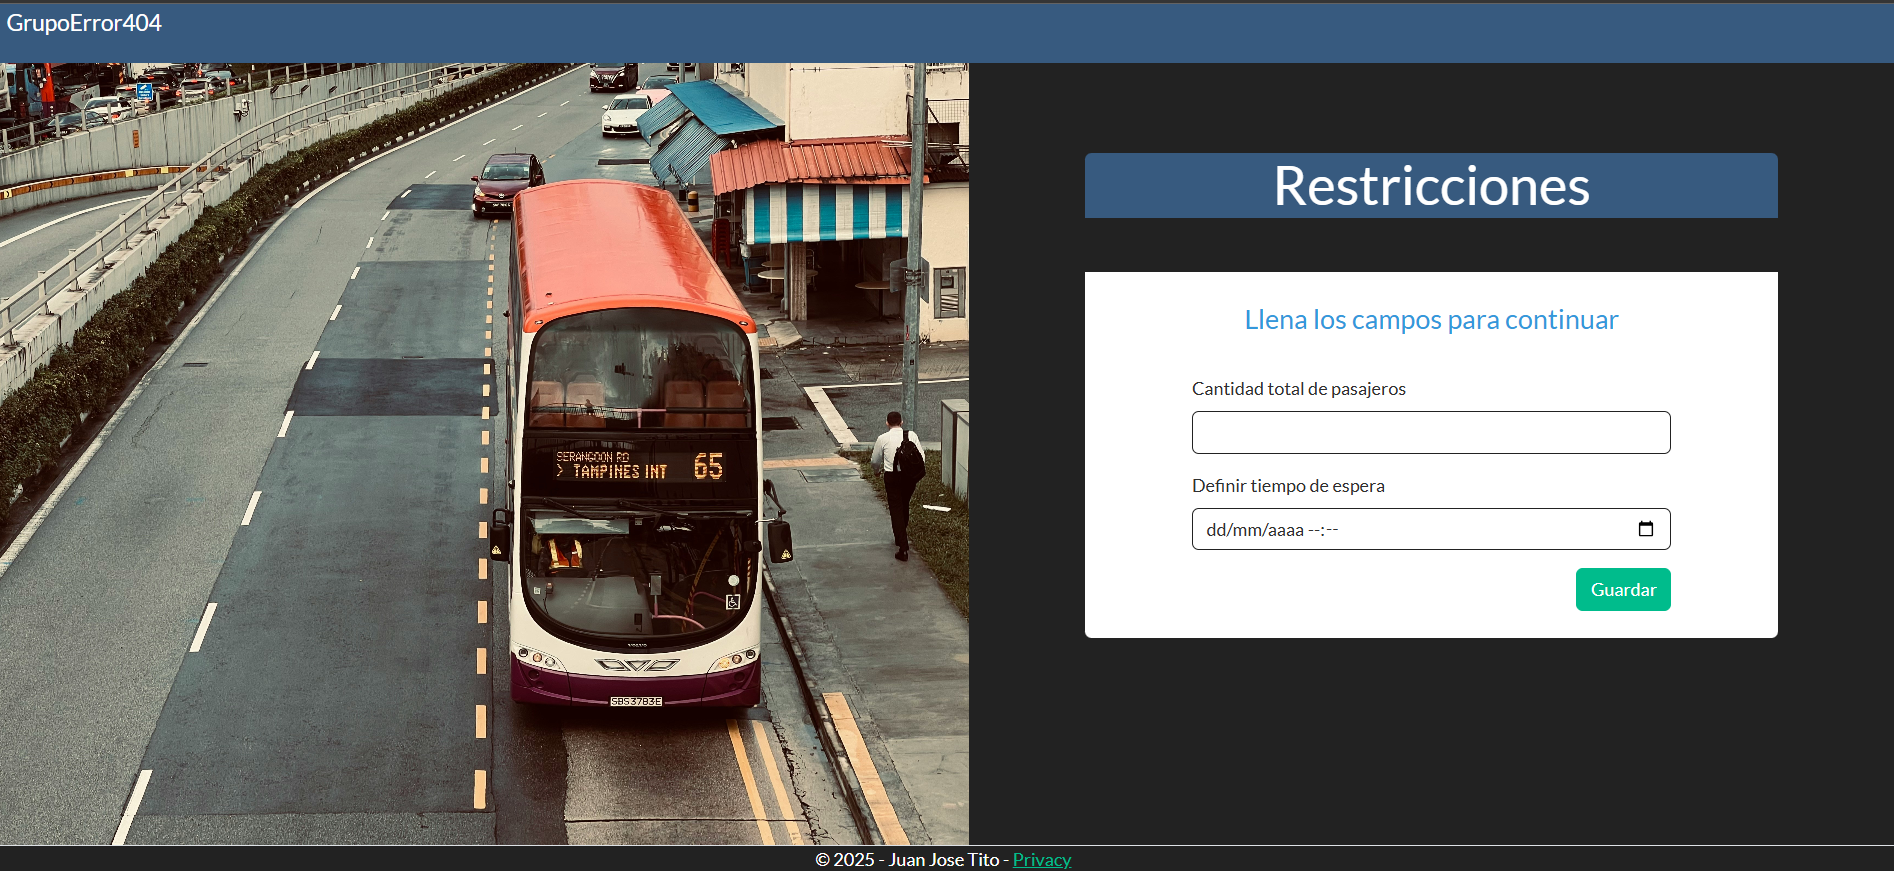 GrupoError404
SERANGOON RD
> TAMPINES INT 65
SBS3783E
Restricciones
Llena los campos para continuar
Cantidad total de pasajeros
Definir tiempo de espera
dd/mm/aaaa --:--
Guardar
© 2025 - Juan Jose Tito - Privacy